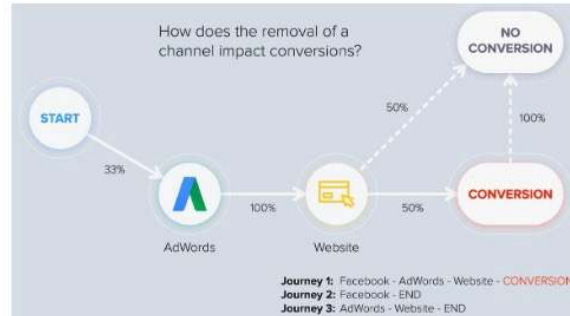 How does the removal of a
channel impact conversions?
NO
CONVERSION
START
50%
100%
33%
100%
50%
CONVERSION
AdWords
Website
Journey 1: Facebook - AdWords - Website - CONVERSION
Journey 2: Facebook - END
Journey 3: AdWords - Website - END